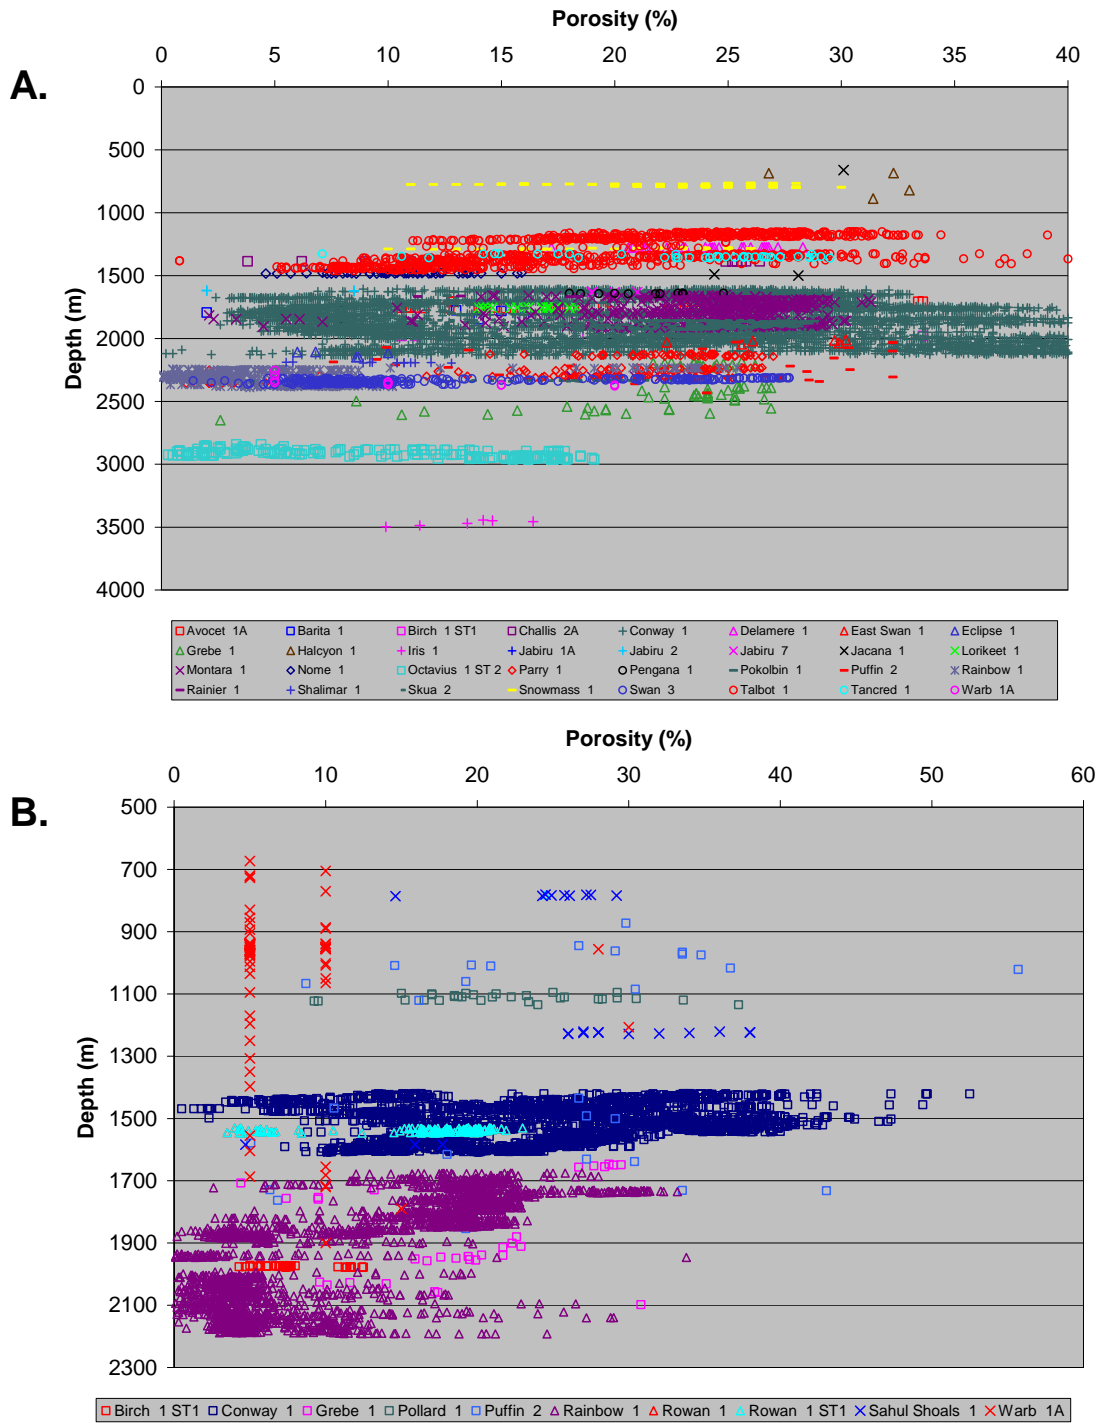 Porosity (%)
0 5 10 15 20 25 30 35 40
A.
0
500
1000
1500
2000
2500
3000
3500
4000
Depth (m)
Avocet 1A Barita 1 Birch 1 ST1 Challis 2A Conway 1 Delamere 1 East Swan 1 Eclipse 1
Grebe 1 Halcyon 1 Iris 1 Jabiru 1A Jabiru 2 Jabiru 7 Jacana 1 Lorikeet 1
Montara 1 Nome 1 Octavius 1 ST 2 Parry 1 Pengana 1 Pokolbin 1 Puffin 2 Rainbow 1
Rainier 1 Shalimar 1 Skua 2 Snowmass 1 Swan 3 Talbot 1 Tancred 1 Warb 1A
Porosity (%)
0 10 20 30 40 50 60
B.
500
700
900
1100
1300
1500
1700
1900
2100
2300
Depth (m)
Birch 1 ST1 Conway 1 Grebe 1 Pollard 1 Puffin 2 Rainbow 1 Rowan 1 Rowan 1 ST1 Sahul Shoals 1 Warb 1A